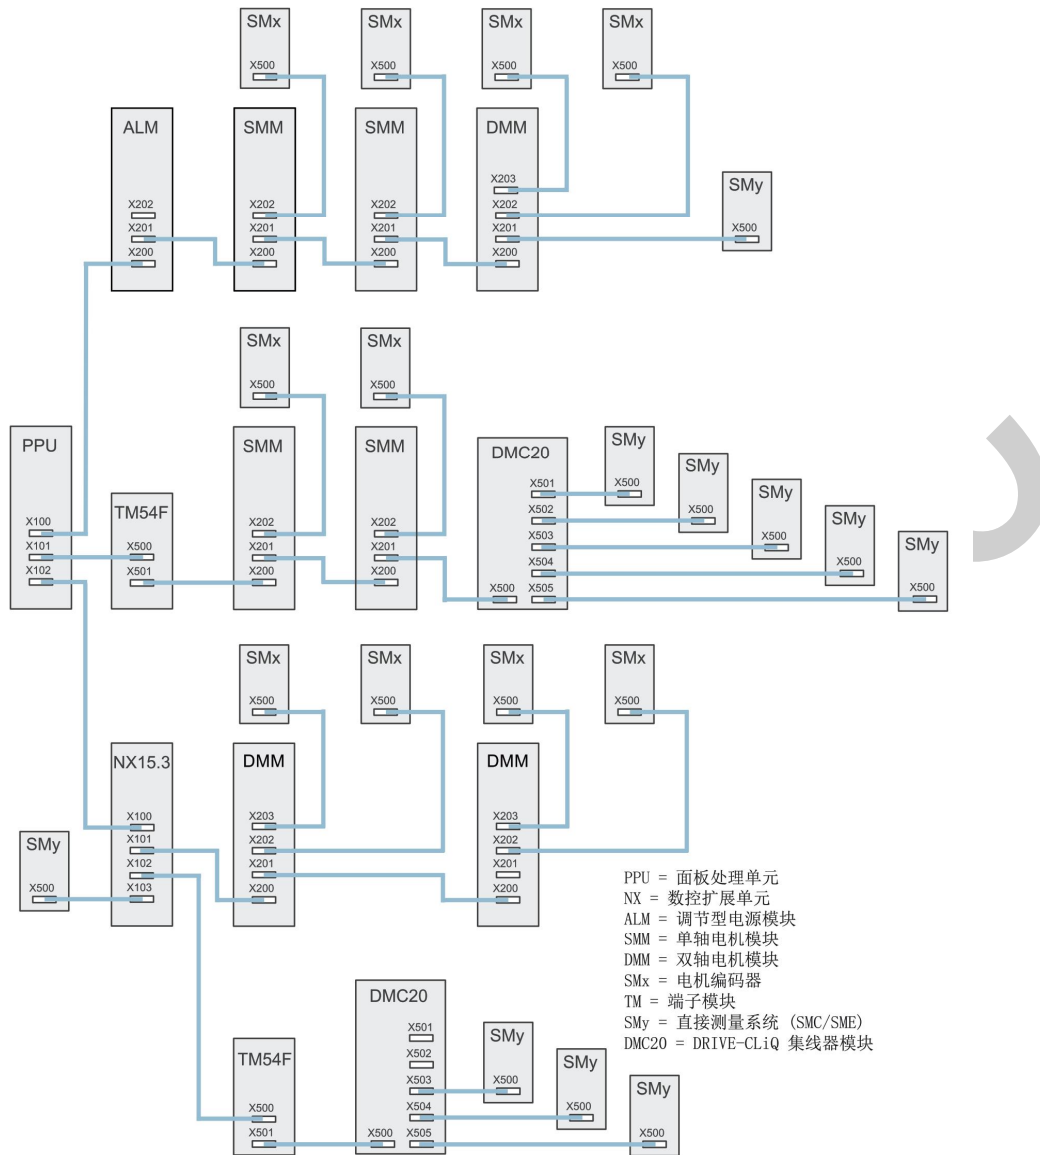 SMx SMx SMx SMx
X500 X500 X500 X500
ALM SMM SMM DMM
X203
SMy
X202 X202 X202 X202
X201 X201 X201 X201 X500
X200 X200 X200 X200
SMx SMx
X500 X500
PPU SMM SMM DMC20 SMy
SMy
X501 X500
SMy
TM54F
X100 X202 X202 X502 X500
SMy
X101 X500 X201 X201 X503 X500
SMy
X102 X501 X200 X200 X504 X500
X500 X505 X500
SMx SMx SMx SMx
X500 X500 X500 X500
NX15.3 DMM DMM
X100 X203 X203
SMy
X101 X202 X202
X102 X201 X201
X500 X103 X200 X200
PPU = 面板处理单元
NX = 数控扩展单元
ALM = 调节型电源模块
SMM = 单轴电机模块
DMM = 双轴电机模块
SMx = 电机编码器
TM = 端子模块
SMy = 直接测量系统 (SMC/SME)
DMC20 = DRIVE-CLiQ 集线器模块
DMC20
X501 SMy
TM54F X502 SMy
X503 X500
SMy
X500 X504 X500
X501 X500 X505 X500